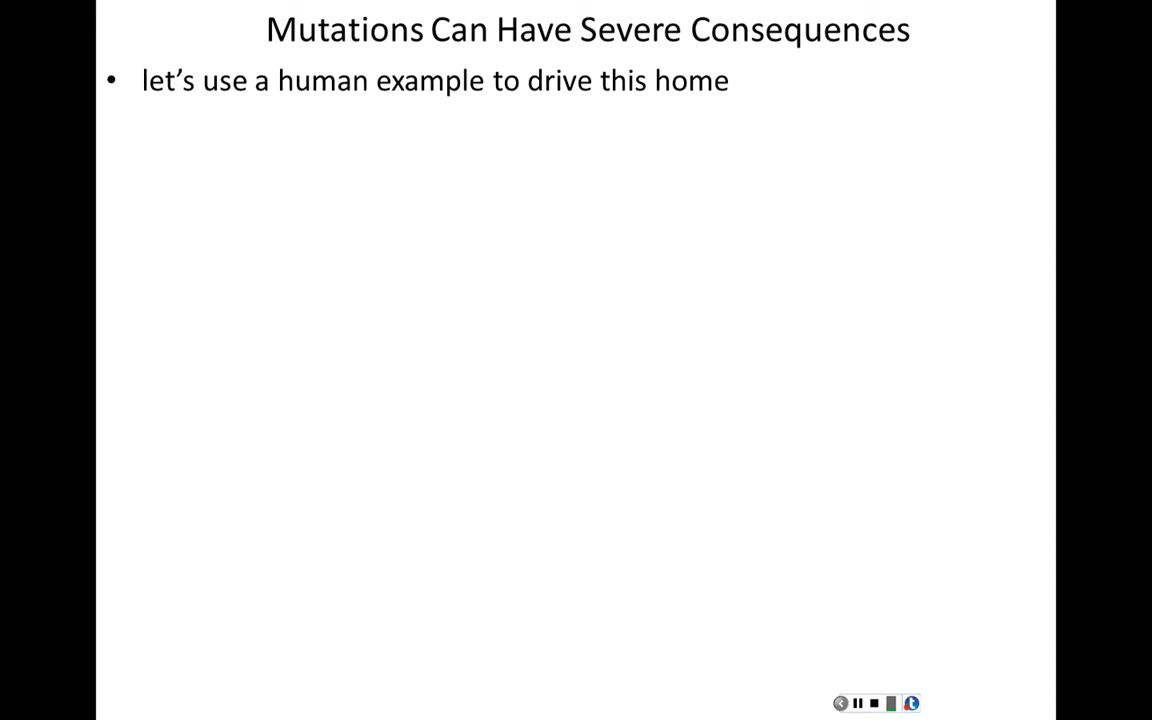 Mutations Can Have Severe Consequences
• let’s use a human example to drive this home